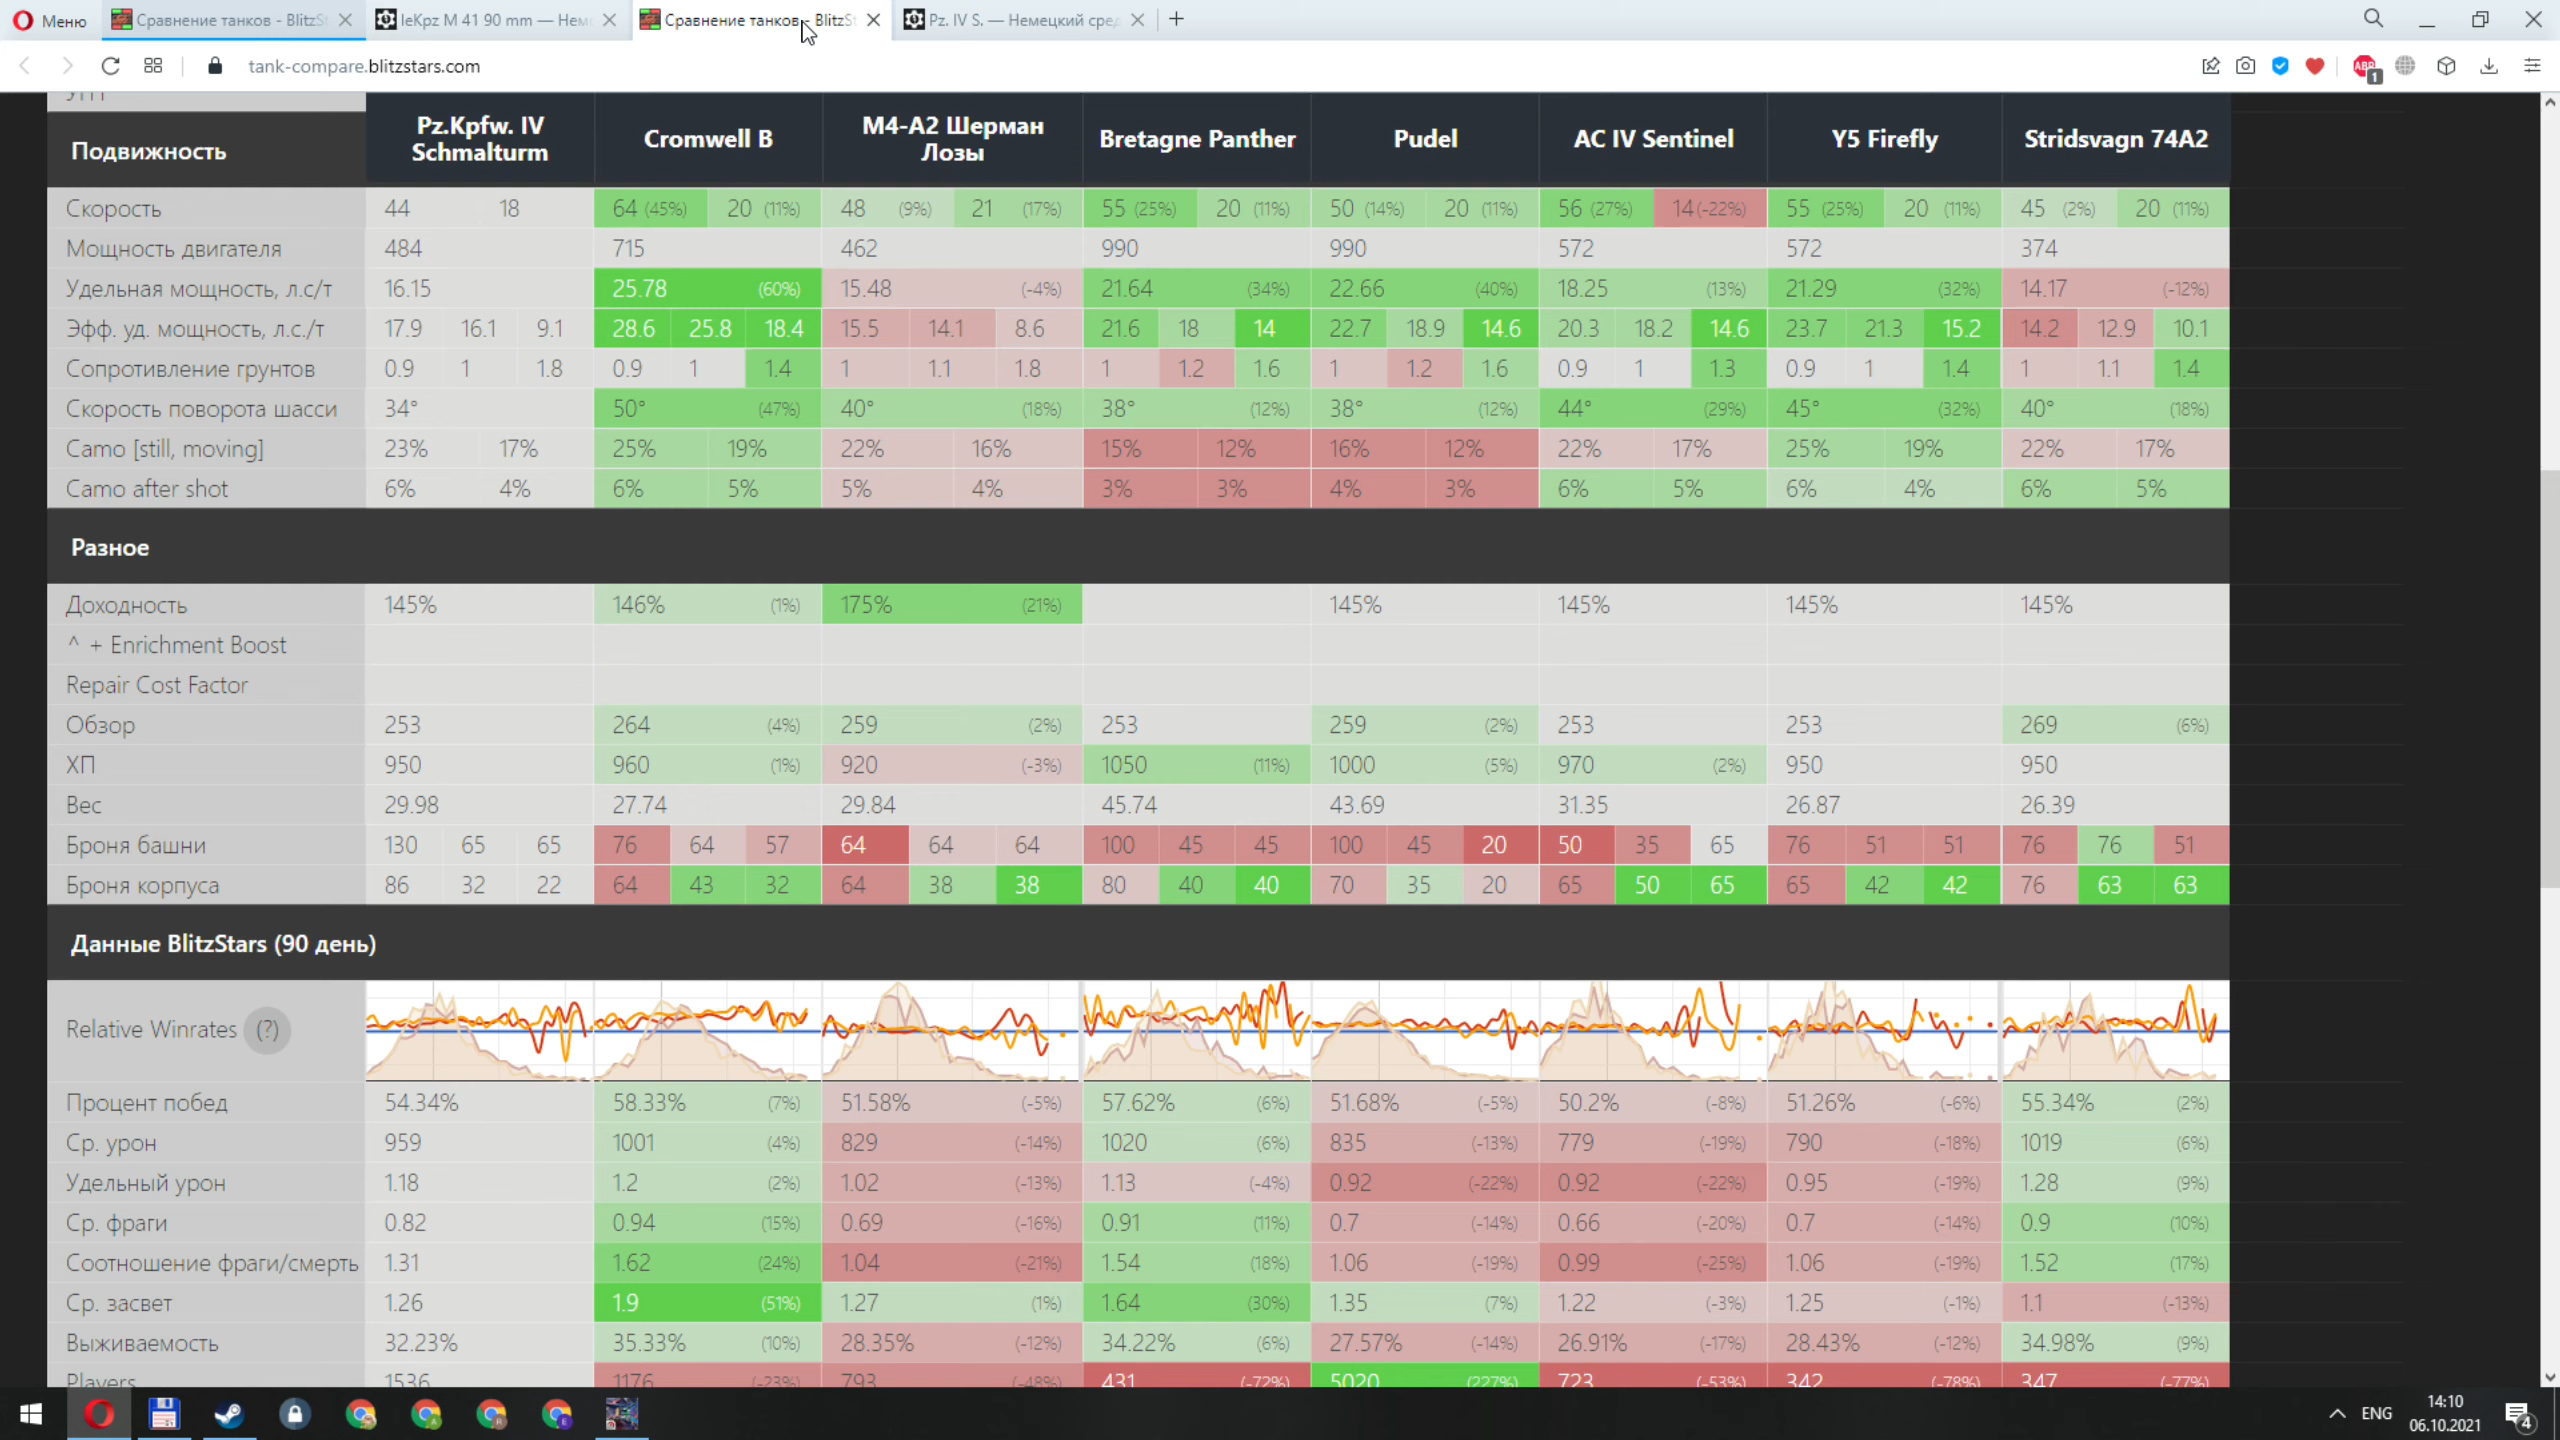 Меню
Сравнение танков - BlitzSt
leKpz M 41 90 mm — Нем
Сравнение танков - BlitzSt
Pz. IV S. — Немецкий сред
tank-compare.blitzstars.com
ABP
1
УГН
Подвижность Pz.Kpfw. IV Schmalturm Cromwell B M4-A2 Шерман Лозы Bretagne Panther Pudel AC IV Sentinel Y5 Firefly Stridsvagn 74A2
Скорость 44 18 64 (45%) 20 (11%) 48 (9%) 21 (17%) 55 (25%) 20 (11%) 50 (14%) 20 (11%) 56 (27%) 14 (-22%) 55 (25%) 20 (11%) 45 (2%) 20 (11%)
Мощность двигателя 484 715 462 990 990 572 572 374
Удельная мощность, л.с/т 16.15 25.78 (60%) 15.48 (-4%) 21.64 (34%) 22.66 (40%) 18.25 (13%) 21.29 (32%) 14.17 (-12%)
Эфф. уд. мощность, л.с./т 17.9 16.1 9.1 28.6 25.8 18.4 15.5 14.1 8.6 21.6 18 14 22.7 18.9 14.6 20.3 18.2 14.6 23.7 21.3 15.2 14.2 12.9 10.1
Сопротивление грунтов 0.9 1 1.8 0.9 1 1.4 1 1.1 1.8 1 1.2 1.6 1 1.2 1.6 0.9 1 1.3 0.9 1 1.4 1 1.1 1.4
Скорость поворота шасси 34° 50° (47%) 40° (18%) 38° (12%) 38° (12%) 44° (29%) 45° (32%) 40° (18%)
Camo [still, moving] 23% 17% 25% 19% 22% 16% 15% 12% 16% 12% 22% 17% 25% 19% 22% 17%
Camo after shot 6% 4% 6% 5% 5% 4% 3% 3% 4% 3% 6% 5% 6% 4% 6% 5%
Разное
Доходность 145% 146% (1%) 175% (21%) 145% 145% 145% 145%
^ + Enrichment Boost
Repair Cost Factor
Обзор 253 264 (4%) 259 (2%) 253 259 (2%) 253 253 269 (6%)
ХП 950 960 (1%) 920 (-3%) 1050 (11%) 1000 (5%) 970 (2%) 950 950
Вес 29.98 27.74 29.84 45.74 43.69 31.35 26.87 26.39
Броня башни 130 65 65 76 64 57 64 64 64 100 45 45 100 45 20 50 35 65 76 51 51 76 76 51
Броня корпуса 86 32 22 64 43 32 64 38 38 80 40 40 70 35 20 65 50 65 65 42 42 76 63 63
Данные BlitzStars (90 день)
Relative Winrates (?)
Процент побед 54.34% 58.33% (7%) 51.58% (-5%) 57.62% (6%) 51.68% (-5%) 50.2% (-8%) 51.26% (-6%) 55.34% (2%)
Ср. урон 959 1001 (4%) 829 (-14%) 1020 (6%) 835 (-13%) 779 (-19%) 790 (-18%) 1019 (6%)
Удельный урон 1.18 1.2 (2%) 1.02 (-13%) 1.13 (-4%) 0.92 (-22%) 0.92 (-22%) 0.95 (-19%) 1.28 (9%)
Ср. фраги 0.82 0.94 (15%) 0.69 (-16%) 0.91 (11%) 0.7 (-14%) 0.66 (-20%) 0.7 (-14%) 0.9 (10%)
Соотношение фраги/смерть 1.31 1.62 (24%) 1.04 (-21%) 1.54 (18%) 1.06 (-19%) 0.99 (-25%) 1.06 (-19%) 1.52 (17%)
Ср. засвет 1.26 1.9 (51%) 1.27 (1%) 1.64 (30%) 1.35 (7%) 1.22 (-3%) 1.25 (-1%) 1.1 (-13%)
Выживаемость 32.23% 35.33% (10%) 28.35% (-12%) 34.22% (6%) 27.57% (-14%) 26.91% (-17%) 28.43% (-12%) 34.98% (9%)
Players 1536 1176 (-23%) 793 (-48%) 431 (-72%) 5020 (227%) 723 (-53%) 342 (-78%) 347 (-77%)
ENG
14:10
06.10.2021
4